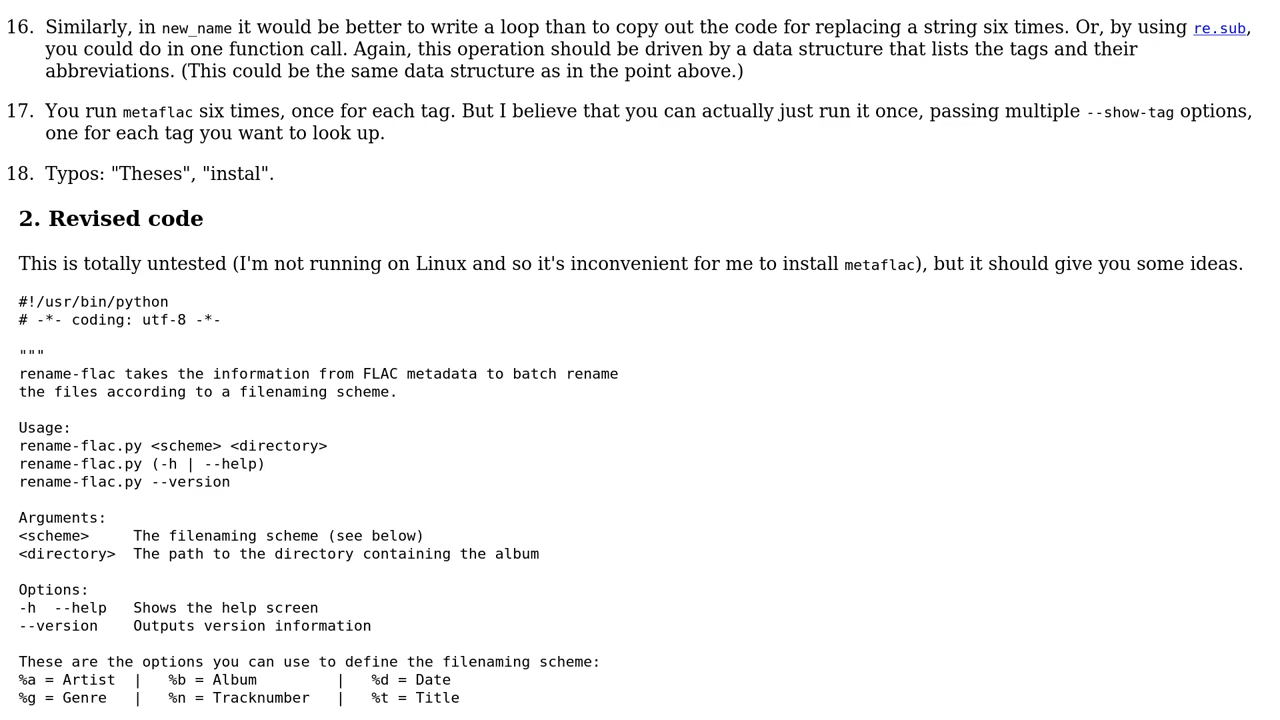 16. Similarly, in new_name it would be better to write a loop than to copy out the code for replacing a string six times. Or, by using re.sub,
you could do in one function call. Again, this operation should be driven by a data structure that lists the tags and their
abbreviations. (This could be the same data structure as in the point above.)
17. You run metaflac six times, once for each tag. But I believe that you can actually just run it once, passing multiple --show-tag options,
one for each tag you want to look up.
18. Typos: "Theses", "instal".
2. Revised code
This is totally untested (I'm not running on Linux and so it's inconvenient for me to install metaflac), but it should give you some ideas.
#!/usr/bin/python
# -*- coding: utf-8 -*-
"""
rename-flac takes the information from FLAC metadata to batch rename
the files according to a filenaming scheme.
Usage:
rename-flac.py <scheme> <directory>
rename-flac.py (-h | --help)
rename-flac.py --version
Arguments:
<scheme>     The filenaming scheme (see below)
<directory>  The path to the directory containing the album
Options:
-h  --help   Shows the help screen
--version    Outputs version information
These are the options you can use to define the filenaming scheme:
%a = Artist  |   %b = Album         |   %d = Date
%g = Genre   |   %n = Tracknumber   |   %t = Title